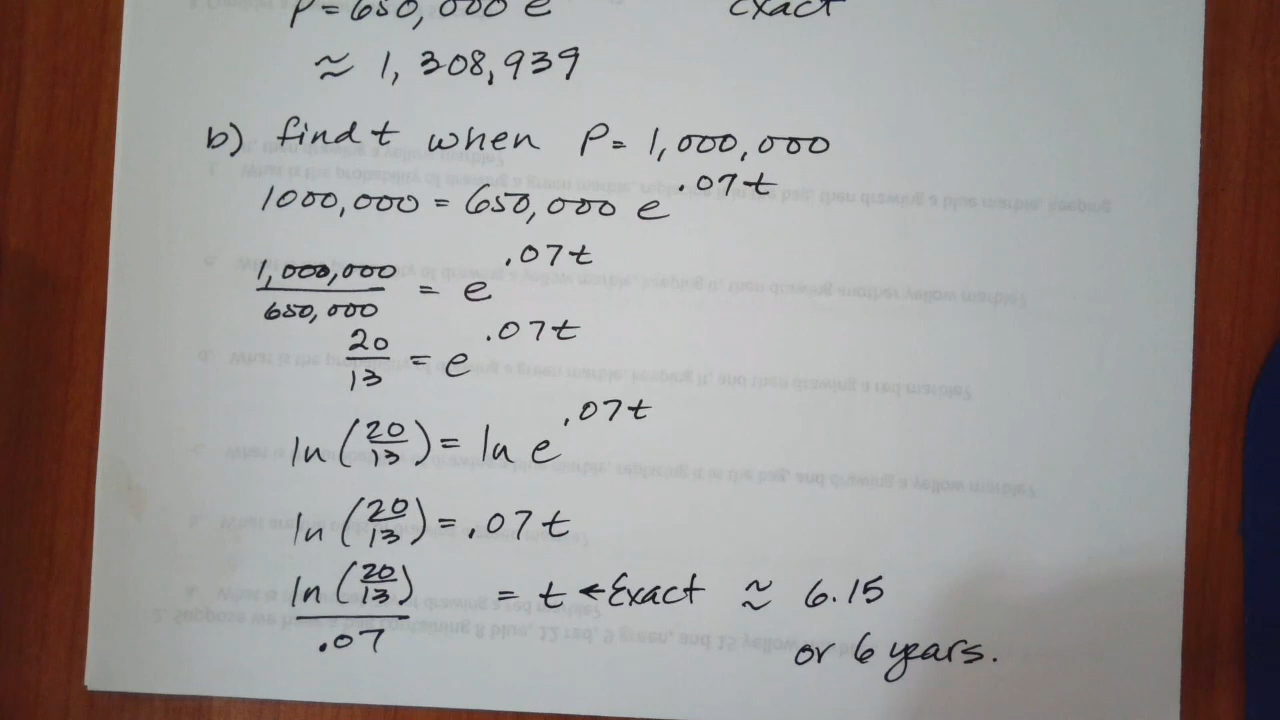 P = 650,000 e Exact
≈ 1,308,939
b) find t when P = 1,000,000
1000,000 = 650,000 e^.07t
1,000,000/650,000 = e^.07t
20/13 = e^.07t
ln(20/13) = ln e^.07t
ln(20/13) = .07t
ln(20/13)/.07 = t ← Exact ≈ 6.15
or 6 years.